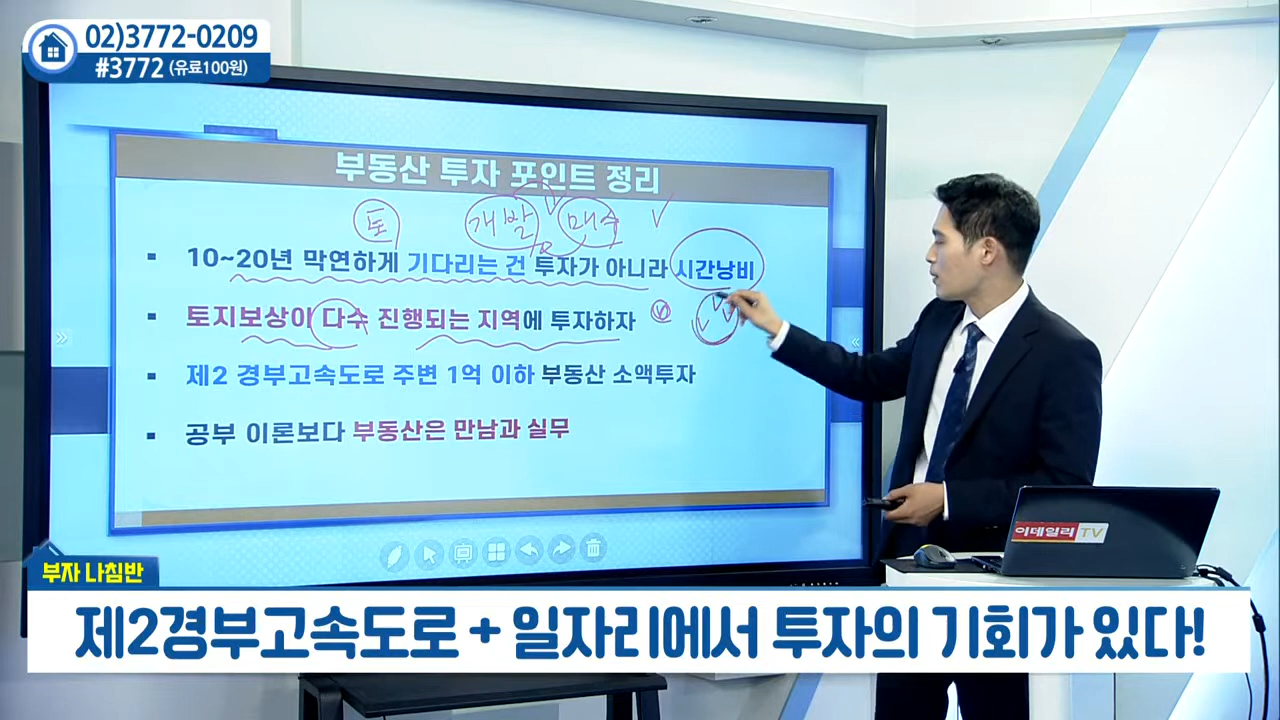 02)3772-0209
#3772 (유료100원)
부동산 투자 포인트 정리
토 개발 매수
▪ 10~20년 막연하게 기다리는 건 투자가 아니라 시간낭비
▪ 토지보상이 다수 진행되는 지역에 투자하자
▪ 제2 경부고속도로 주변 1억 이하 부동산 소액투자
▪ 공부 이론보다 부동산은 만남과 실무
이데일리TV
부자 나침반
제2경부고속도로 + 일자리에서 투자의 기회가 있다!